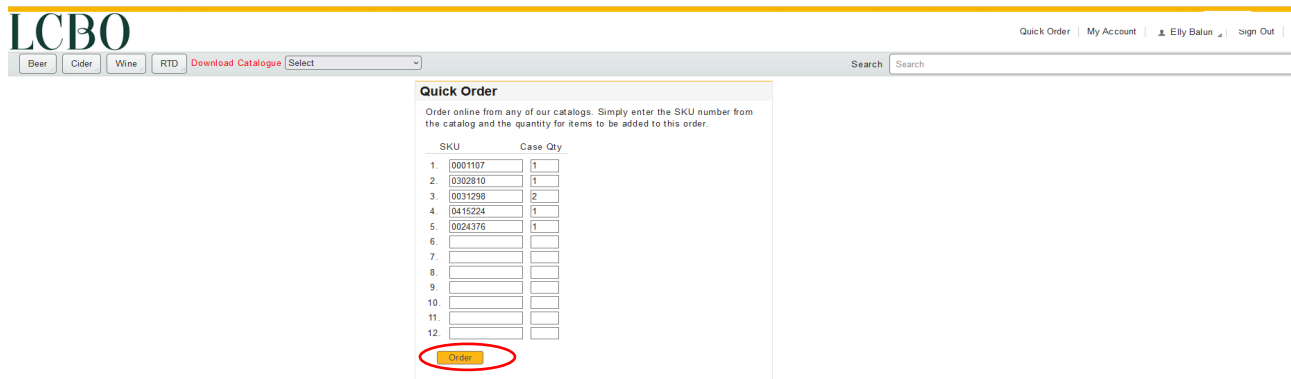 LCBO
Quick Order My Account Elly Balun Sign Out
Beer Cider Wine RTD Download Catalogue Select Search Search
Quick Order
Order online from any of our catalogs. Simply enter the SKU number from
the catalog and the quantity for items to be added to this order.
SKU Case Qty
1. 0001107 1
2. 0302810 1
3. 0031298 2
4. 0415224 1
5. 0024376 1
6.
7.
8.
9.
10.
11.
12.
Order